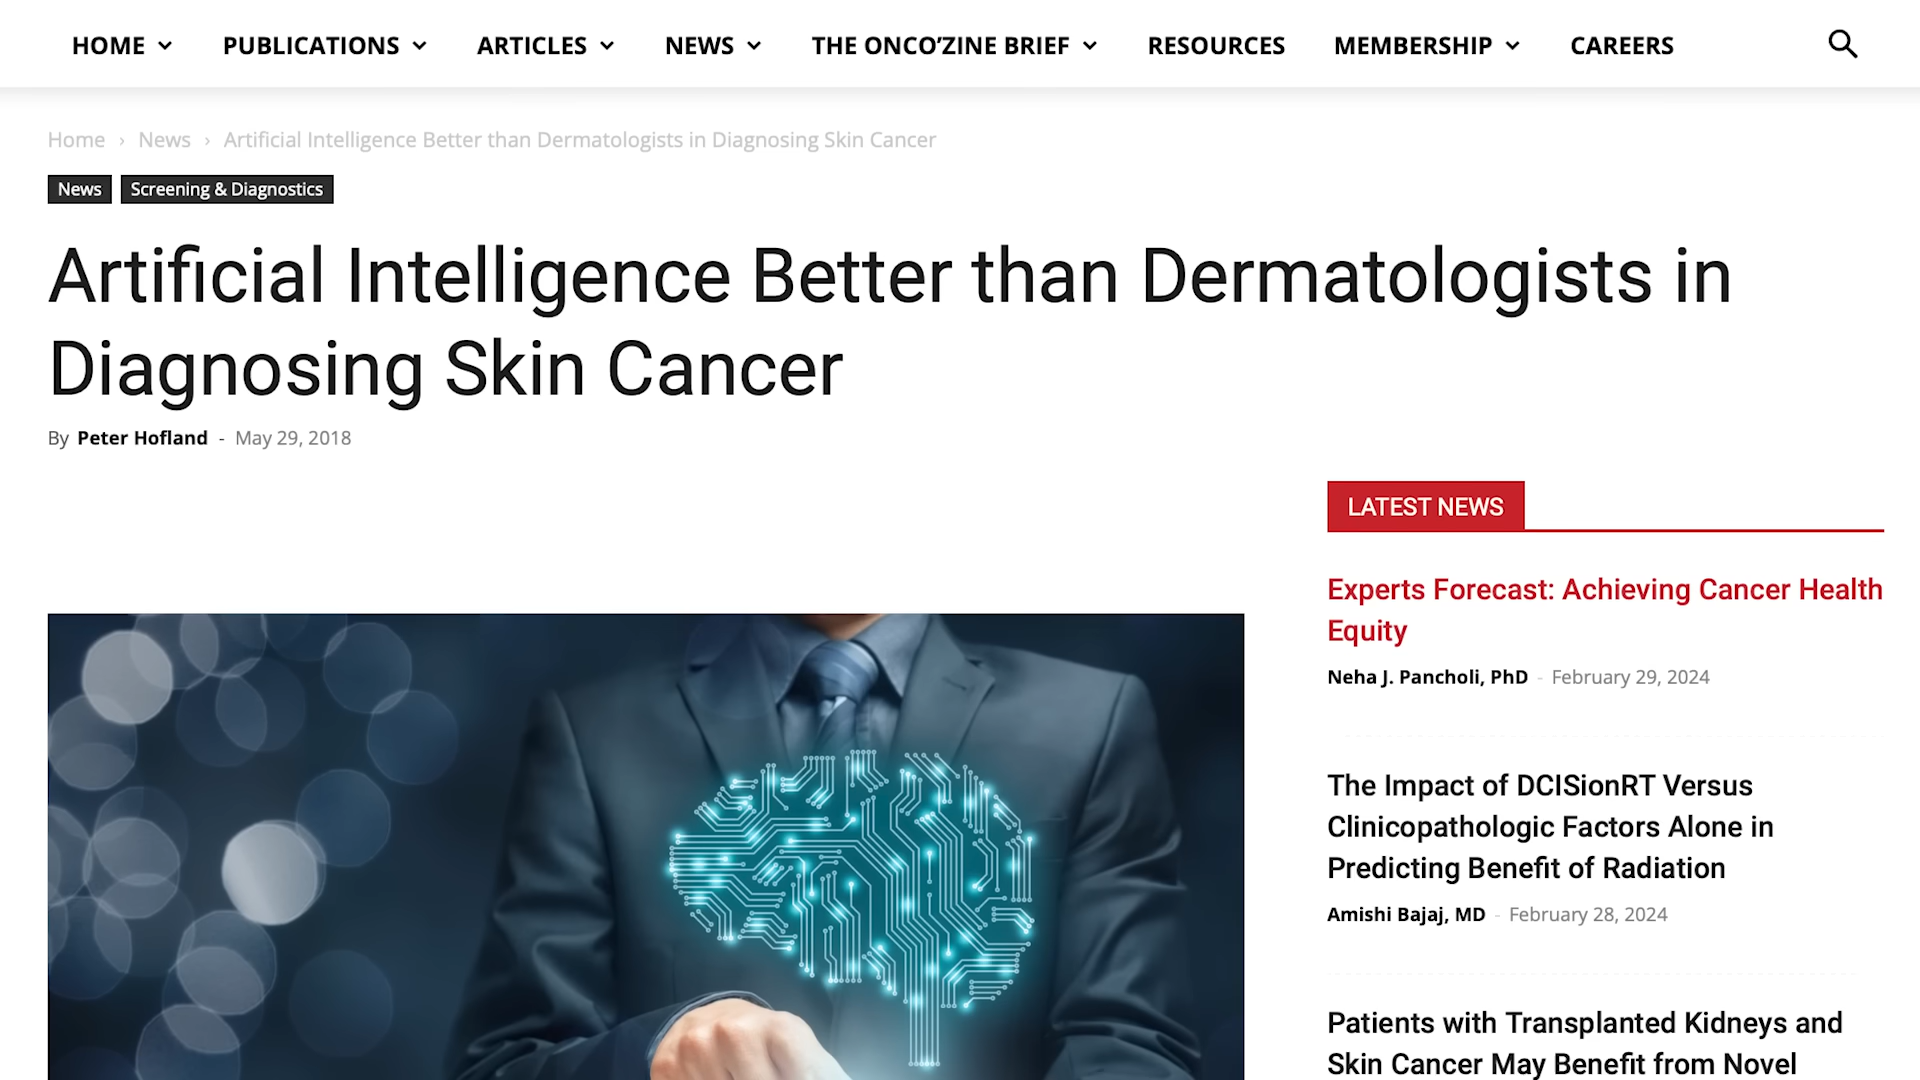 HOME PUBLICATIONS ARTICLES NEWS THE ONCO’ZINE BRIEF RESOURCES MEMBERSHIP CAREERS
Home › News › Artificial Intelligence Better than Dermatologists in Diagnosing Skin Cancer
News Screening & Diagnostics
Artificial Intelligence Better than Dermatologists in
Diagnosing Skin Cancer
By Peter Hofland - May 29, 2018
LATEST NEWS
Experts Forecast: Achieving Cancer Health
Equity
Neha J. Pancholi, PhD - February 29, 2024
The Impact of DCISionRT Versus
Clinicopathologic Factors Alone in
Predicting Benefit of Radiation
Amishi Bajaj, MD - February 28, 2024
Patients with Transplanted Kidneys and
Skin Cancer May Benefit from Novel